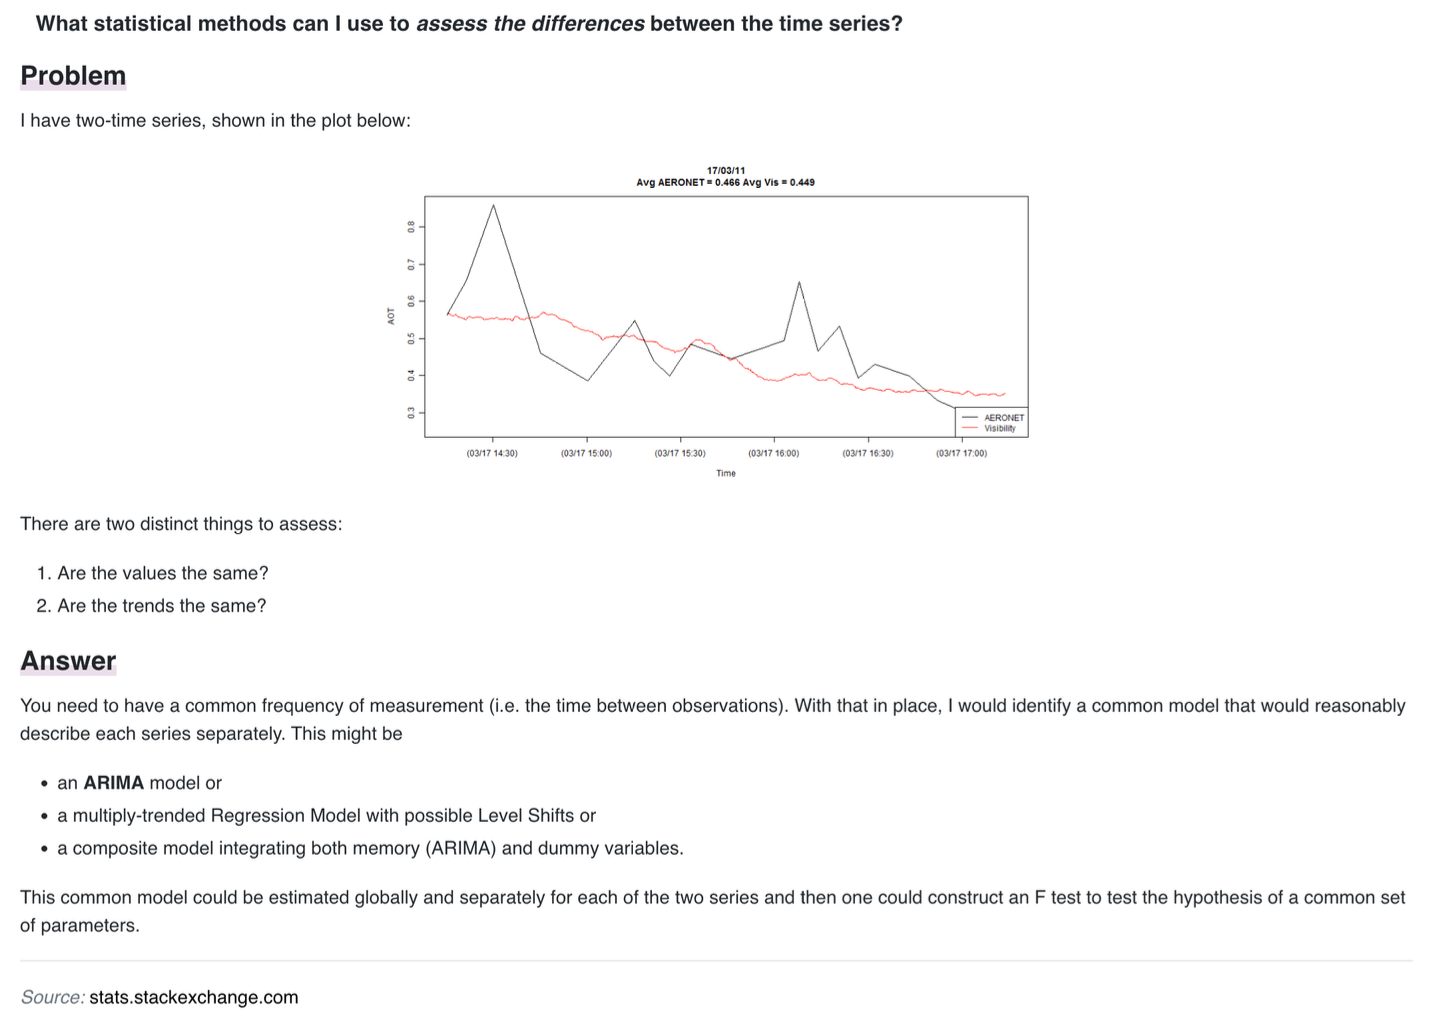 What statistical methods can I use to assess the differences between the time series?
Problem
I have two-time series, shown in the plot below:
17/03/11
Avg AERONET = 0.466 Avg Vis = 0.449
0.8
0.7
0.6
0.5
0.4
0.3
AOT
(03/17 14:30)
(03/17 15:00)
(03/17 15:30)
(03/17 16:00)
(03/17 16:30)
(03/17 17:00)
Time
AERONET
Visibility
There are two distinct things to assess:
1. Are the values the same?
2. Are the trends the same?
Answer
You need to have a common frequency of measurement (i.e. the time between observations). With that in place, I would identify a common model that would reasonably
describe each series separately. This might be
• an ARIMA model or
• a multiply-trended Regression Model with possible Level Shifts or
• a composite model integrating both memory (ARIMA) and dummy variables.
This common model could be estimated globally and separately for each of the two series and then one could construct an F test to test the hypothesis of a common set
of parameters.
Source: stats.stackexchange.com